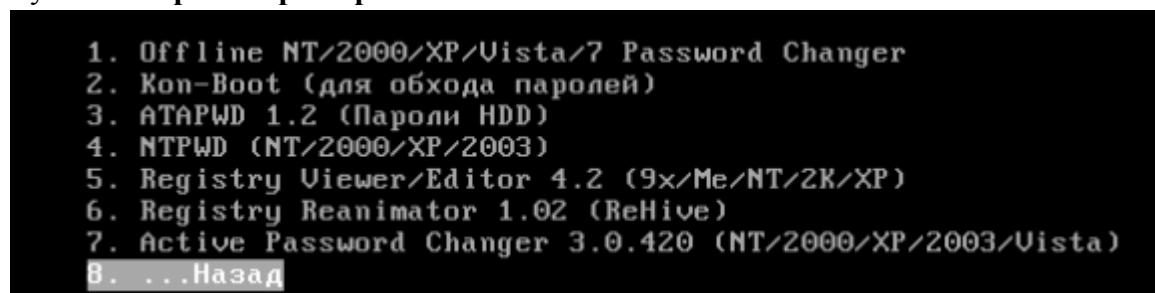 1. Offline NT/2000/XP/Vista/7 Password Changer
2. Kon-Boot (для обхода паролей)
3. ATAPWD 1.2 (Пароли HDD)
4. NTPWD (NT/2000/XP/2003)
5. Registry Viewer/Editor 4.2 (9x/Me/NT/2K/XP)
6. Registry Reanimator 1.02 (ReHive)
7. Active Password Changer 3.0.420 (NT/2000/XP/2003/Vista)
8. ...Назад